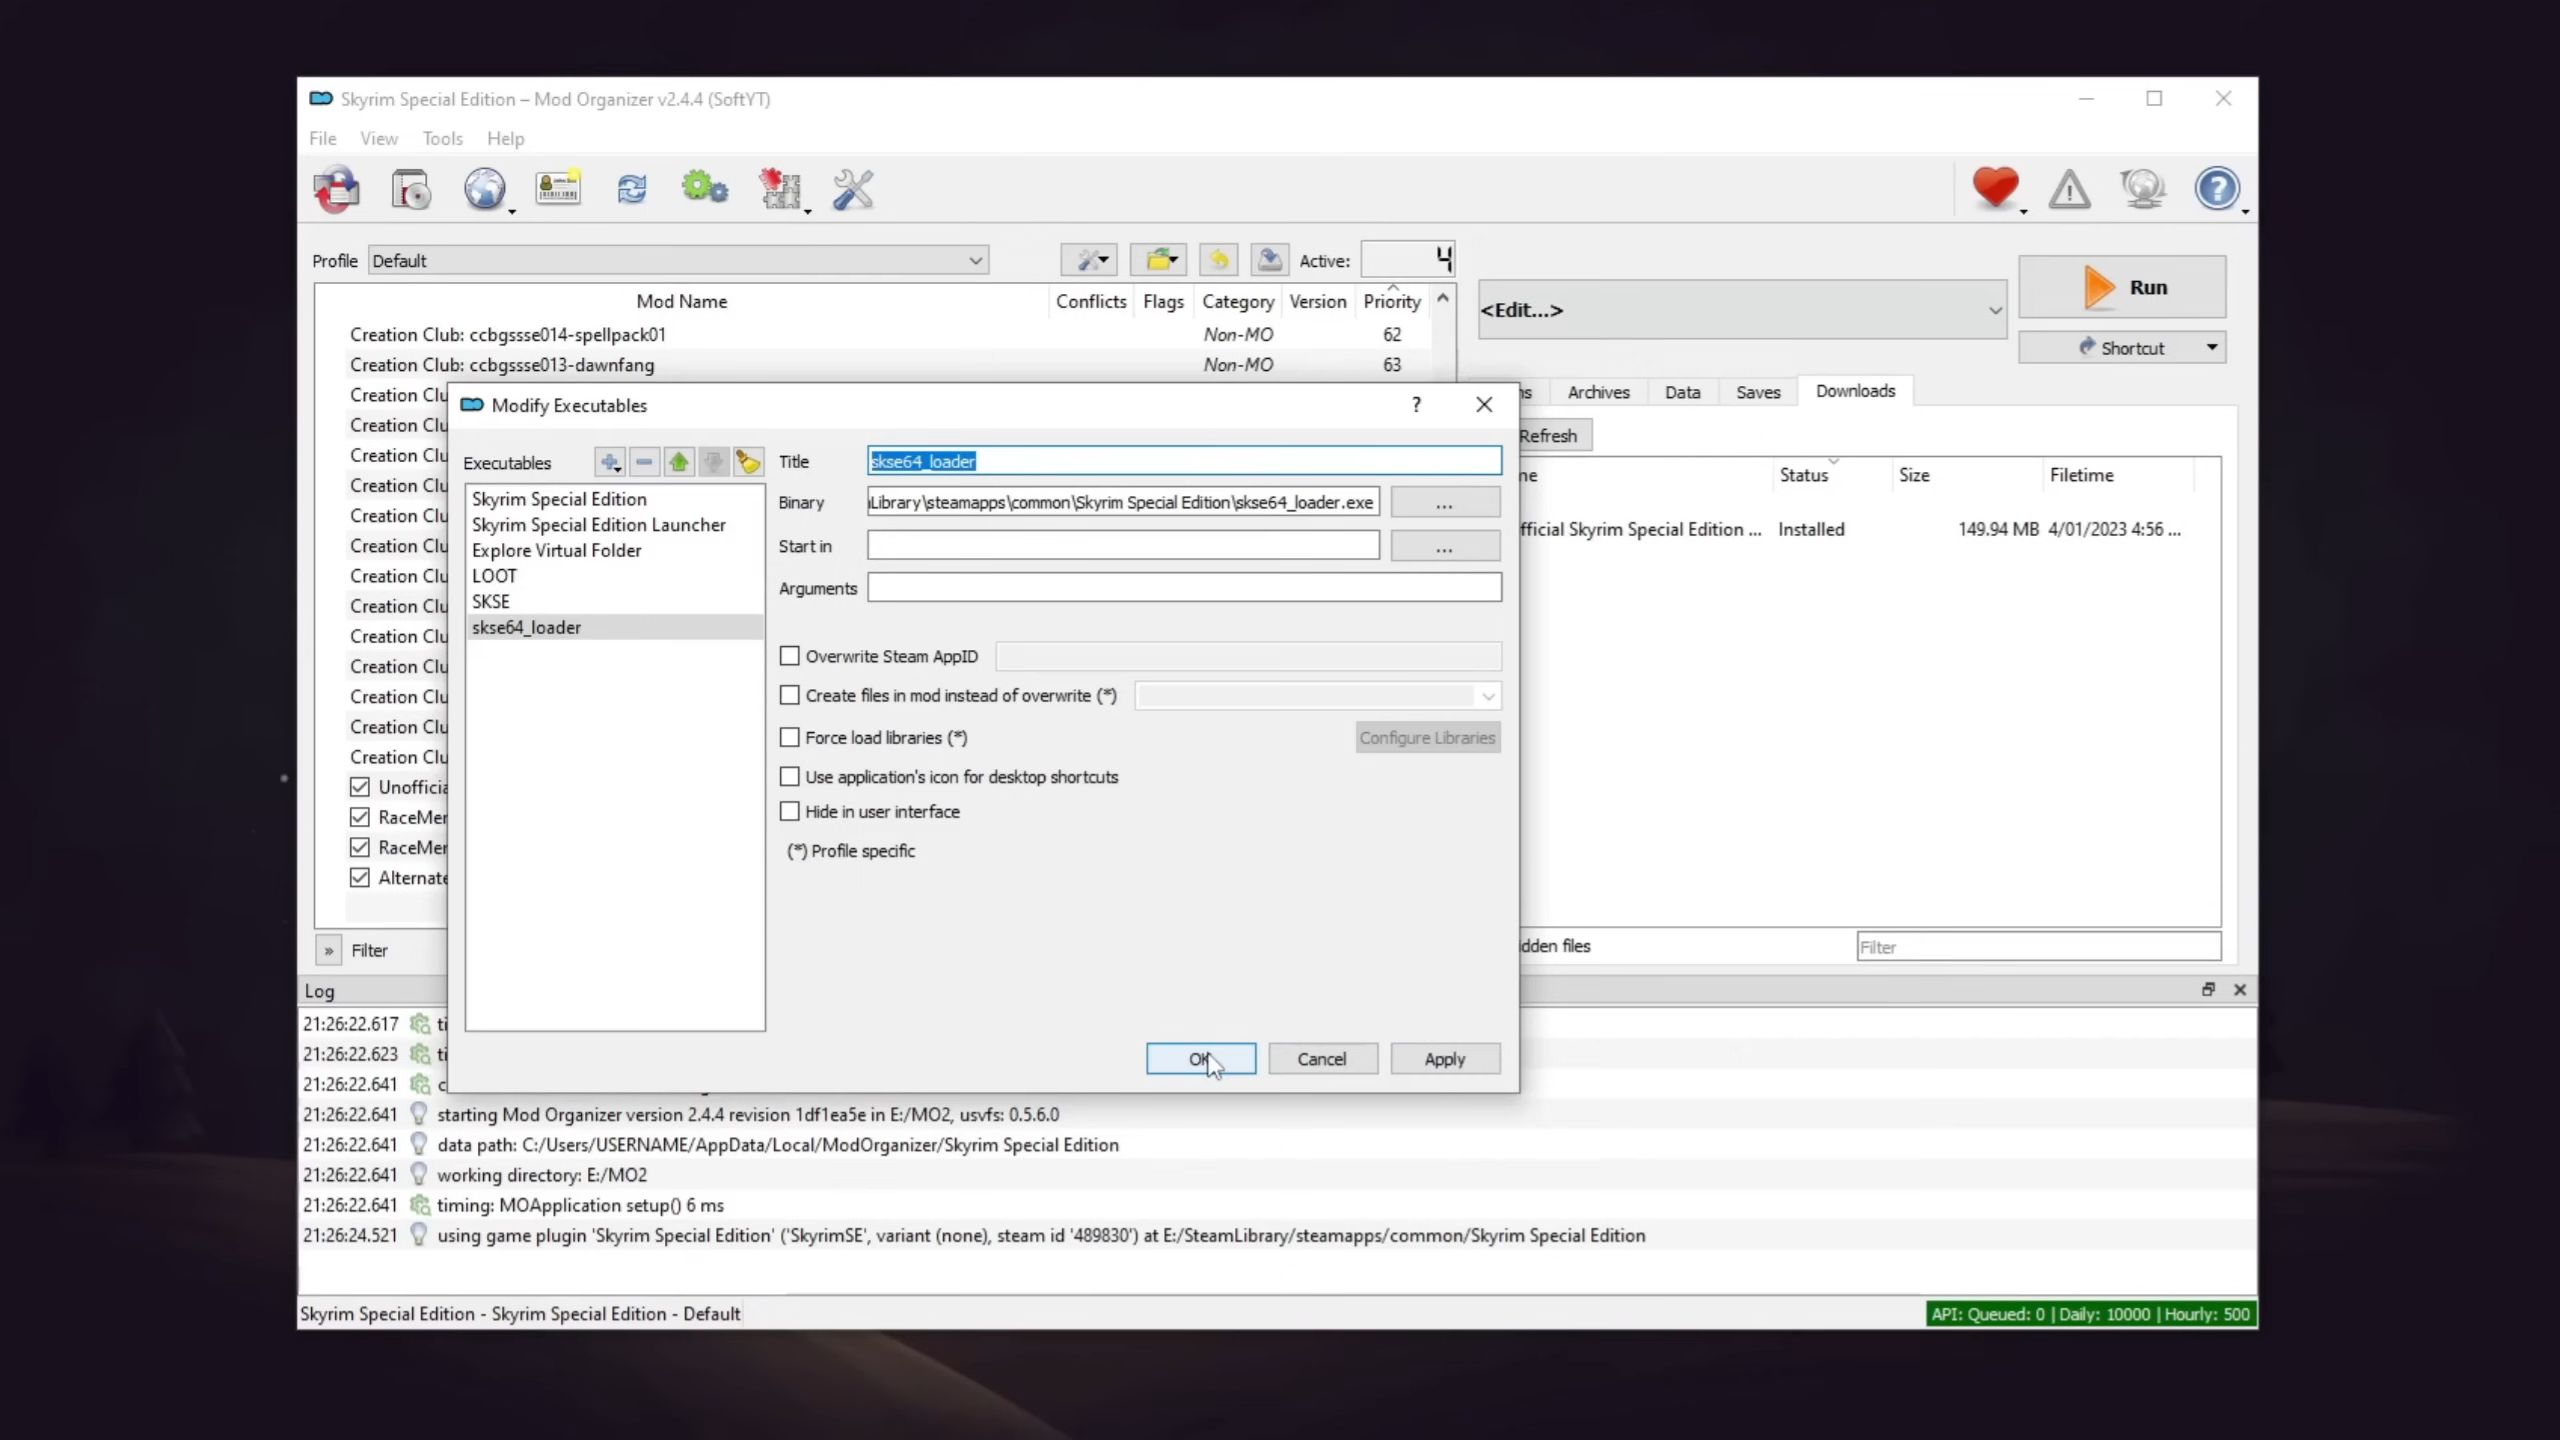 Skyrim Special Edition – Mod Organizer v2.4.4 (SoftYT)
File View Tools Help
Profile Default Active: 4
Mod Name Conflicts Flags Category Version Priority
Creation Club: ccbgssse014-spellpack01 Non-MO 62
Creation Club: ccbgssse013-dawnfang Non-MO 63
Creation Clu
Creation Clu
Creation Clu
Creation Clu
Creation Clu
Creation Clu
Creation Clu
Creation Clu
Creation Clu
Creation Clu
Creation Clu
Creation Clu
Creation Clu
Unofficia
RaceMer
RaceMer
Alternate
» Filter
<Edit...>
Run
Shortcut
ns Archives Data Saves Downloads
Refresh
ne Status Size Filetime
fficial Skyrim Special Edition ... Installed 149.94 MB 4/01/2023 4:56 ...
dden files Filter
Modify Executables ?
Executables
Skyrim Special Edition
Skyrim Special Edition Launcher
Explore Virtual Folder
LOOT
SKSE
skse64_loader
Title skse64_loader
Binary Library\steamapps\common\Skyrim Special Edition\skse64_loader.exe ...
Start in ...
Arguments
Overwrite Steam AppID
Create files in mod instead of overwrite (*)
Force load libraries (*) Configure Libraries
Use application's icon for desktop shortcuts
Hide in user interface
(*) Profile specific
OK Cancel Apply
Log
21:26:22.617 ti
21:26:22.623 ti
21:26:22.641 c
21:26:22.641 starting Mod Organizer version 2.4.4 revision 1df1ea5e in E:/MO2, usvfs: 0.5.6.0
21:26:22.641 data path: C:/Users/USERNAME/AppData/Local/ModOrganizer/Skyrim Special Edition
21:26:22.641 working directory: E:/MO2
21:26:22.641 timing: MOApplication setup() 6 ms
21:26:24.521 using game plugin 'Skyrim Special Edition' ('SkyrimSE', variant (none), steam id '489830') at E:/SteamLibrary/steamapps/common/Skyrim Special Edition
Skyrim Special Edition - Skyrim Special Edition - Default
API: Queued: 0 | Daily: 10000 | Hourly: 500